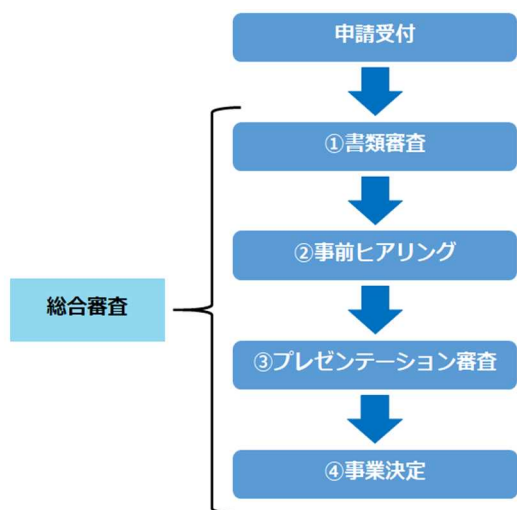 申請受付
①書類審査
②事前ヒアリング
総合審査
③プレゼンテーション審査
④事業決定